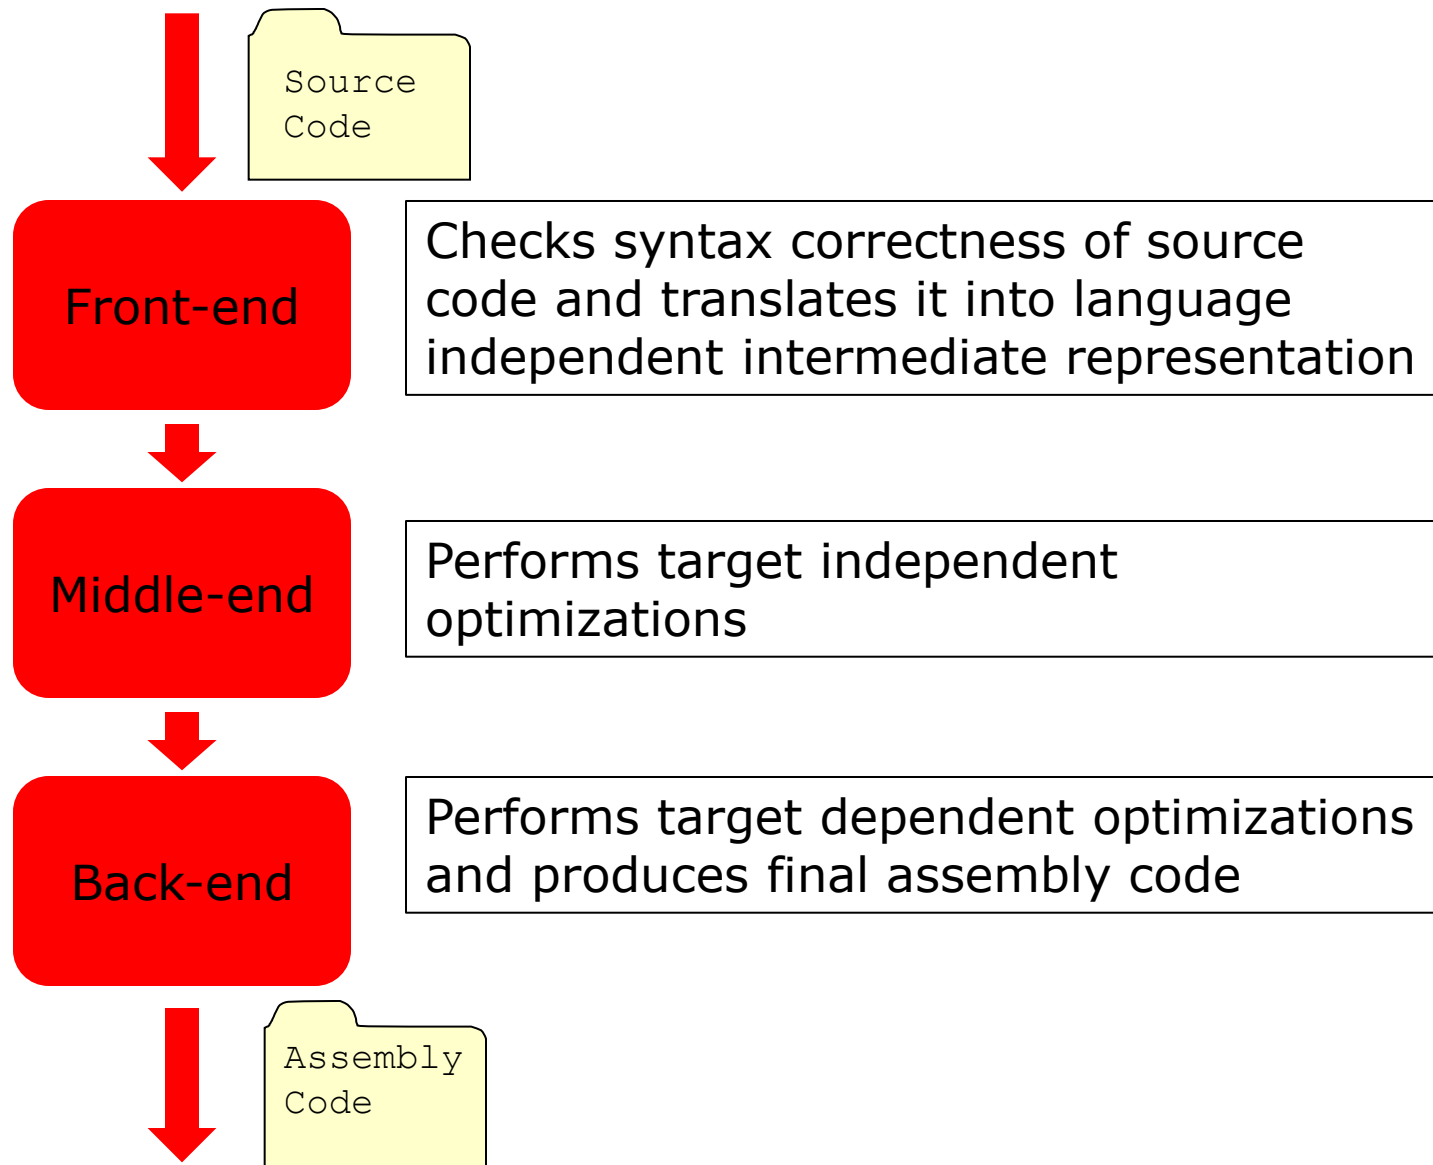 Source
Code
Front-end
Checks syntax correctness of source
code and translates it into language
independent intermediate representation
Middle-end
Performs target independent
optimizations
Back-end
Performs target dependent optimizations
and produces final assembly code
Assembly
Code